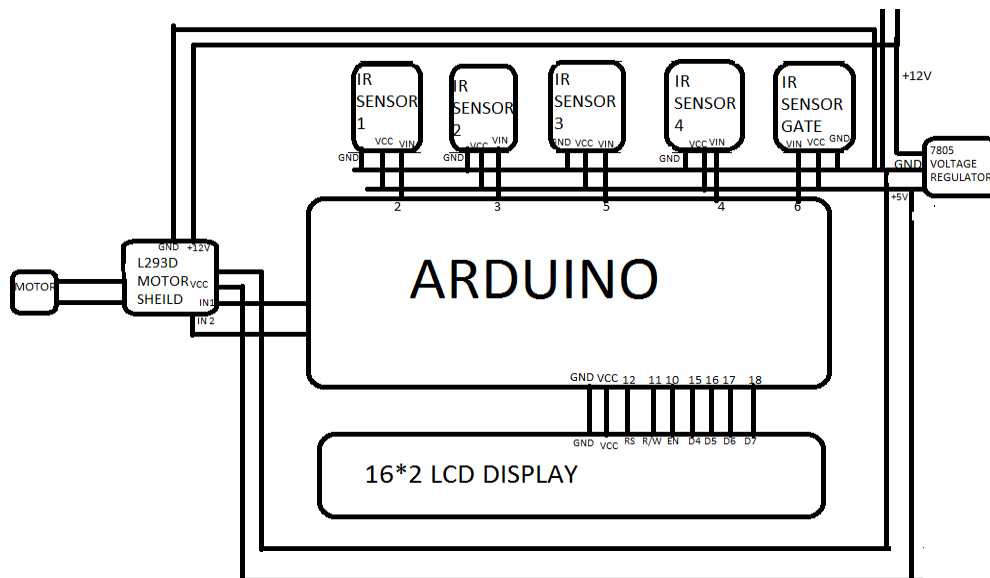 +12V
IR
SENSOR
1
IR
SENSOR
2
IR
SENSOR
3
IR
SENSOR
4
IR
SENSOR
GATE
GND
VCC
VIN
GND
VCC
VIN
GND
VCC
VIN
GND
VCC
VIN
VIN
VCC
GND
7805
VOLTAGE
REGULATOR
GND
+5V
2
3
5
4
6
ARDUINO
GND
+12V
L293D
MOTOR
SHEILD
VCC
IN1
IN 2
MOTOR
GND VCC 12 11 10 15 16 17 18
GND VCC RS R/W EN D4 D5 D6 D7
16*2 LCD DISPLAY